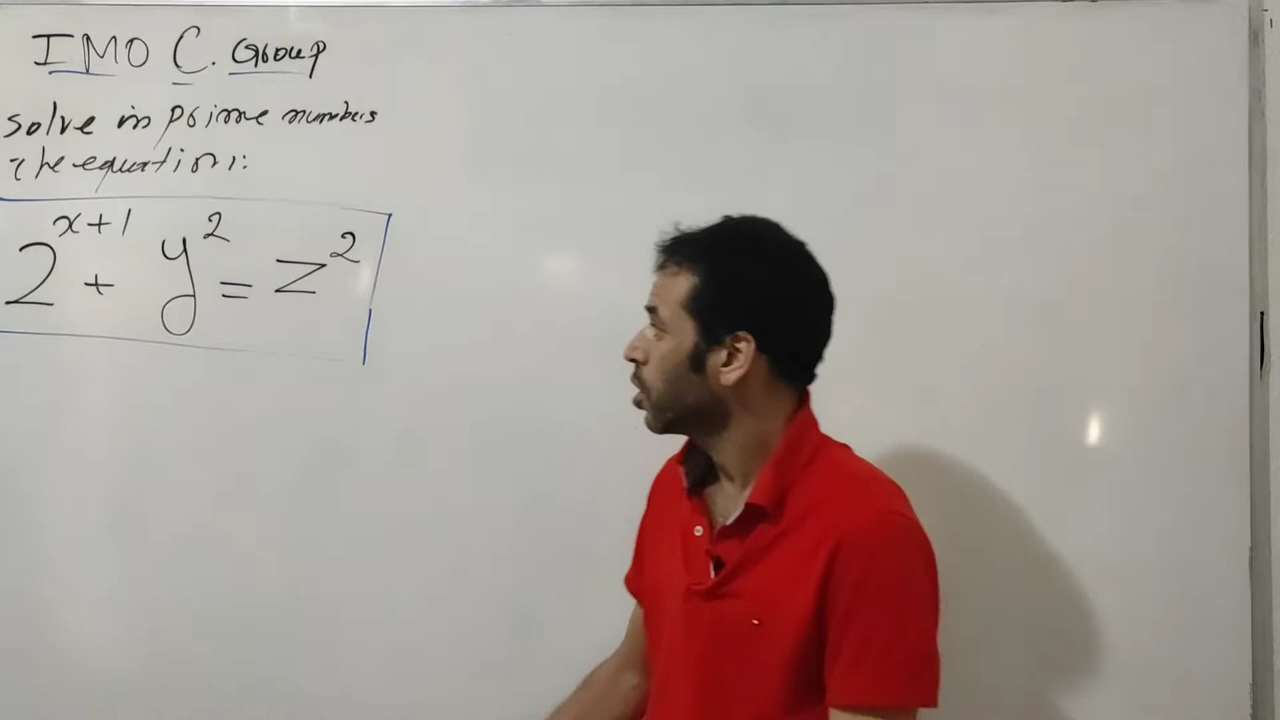 IMO C. Group
solve in prime numbers
the equation:
2^{x+1} + y^2 = z^2